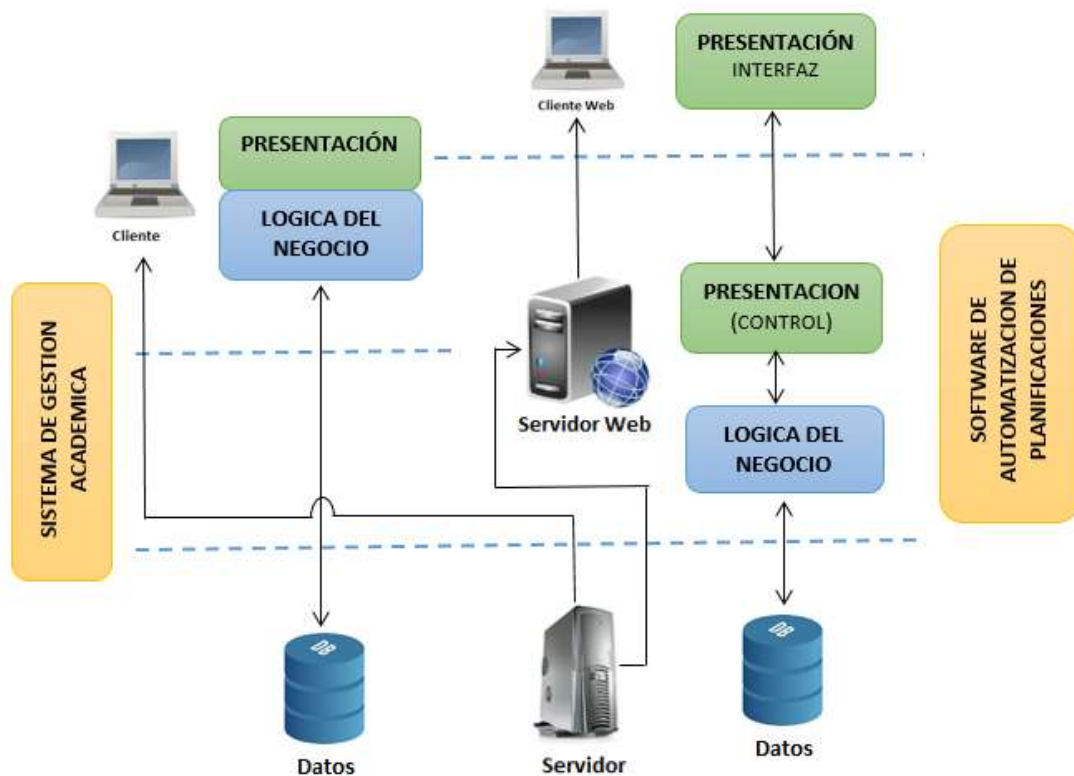 PRESENTACIÓN
INTERFAZ
Cliente Web
PRESENTACIÓN
LOGICA DEL
NEGOCIO
Cliente
SISTEMA DE GESTION
ACADEMICA
PRESENTACION
(CONTROL)
Servidor Web
LOGICA DEL
NEGOCIO
SOFTWARE DE
AUTOMATIZACION DE
PLANIFICACIONES
DB
Datos
Servidor
DB
Datos